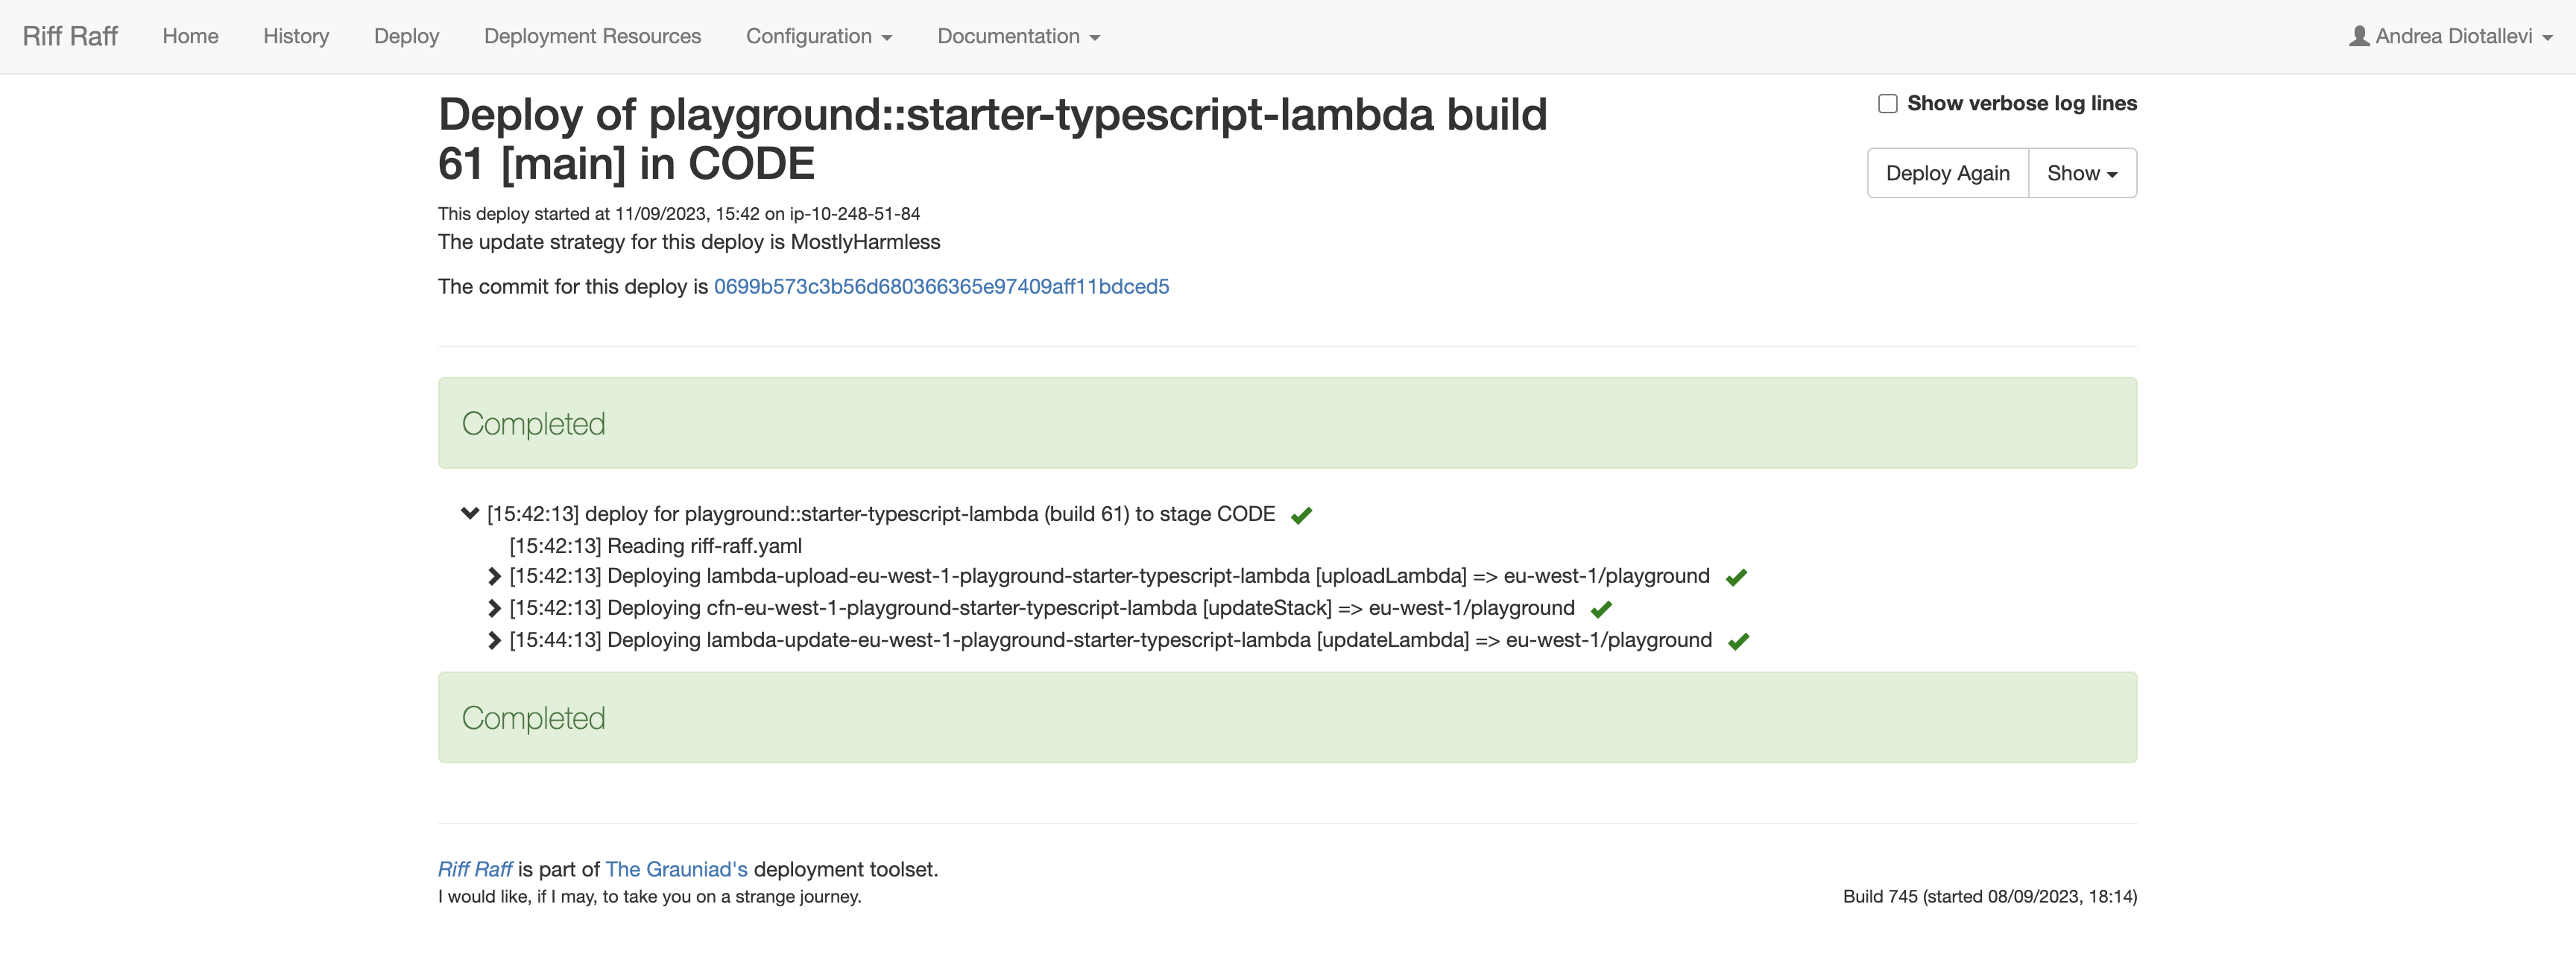 Riff Raff Home History Deploy Deployment Resources Configuration Documentation Andrea Diotallevi
Deploy of playground::starter-typescript-lambda build
61 [main] in CODE
Show verbose log lines
Deploy Again Show
This deploy started at 11/09/2023, 15:42 on ip-10-248-51-84
The update strategy for this deploy is MostlyHarmless
The commit for this deploy is 0699b573c3b56d680366365e97409aff11bdced5
Completed
[15:42:13] deploy for playground::starter-typescript-lambda (build 61) to stage CODE
[15:42:13] Reading riff-raff.yaml
[15:42:13] Deploying lambda-upload-eu-west-1-playground-starter-typescript-lambda [uploadLambda] => eu-west-1/playground
[15:42:13] Deploying cfn-eu-west-1-playground-starter-typescript-lambda [updateStack] => eu-west-1/playground
[15:44:13] Deploying lambda-update-eu-west-1-playground-starter-typescript-lambda [updateLambda] => eu-west-1/playground
Completed
Riff Raff is part of The Grauniad's deployment toolset.
I would like, if I may, to take you on a strange journey.
Build 745 (started 08/09/2023, 18:14)